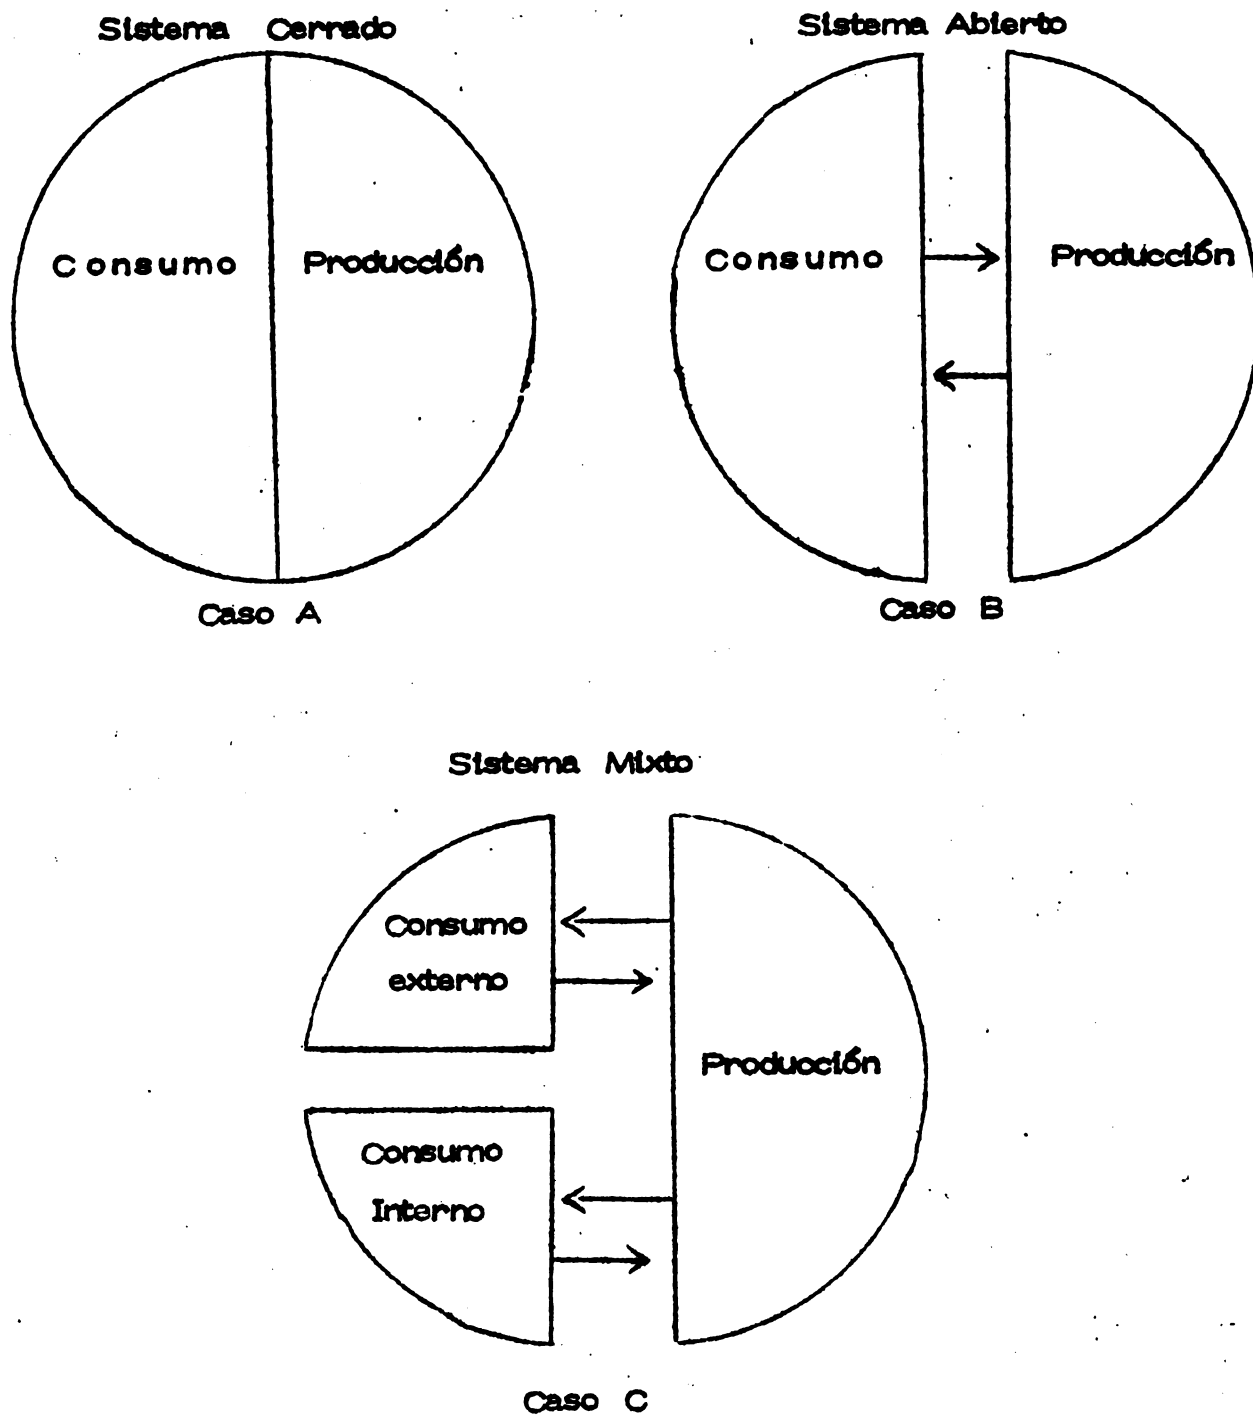 Sistema Cerrado
Consumo
Producción
Caso A
Sistema Abierto
Consumo
Producción
Caso B
Sistema Mixto
Consumo
externo
Consumo
Interno
Producción
Caso C